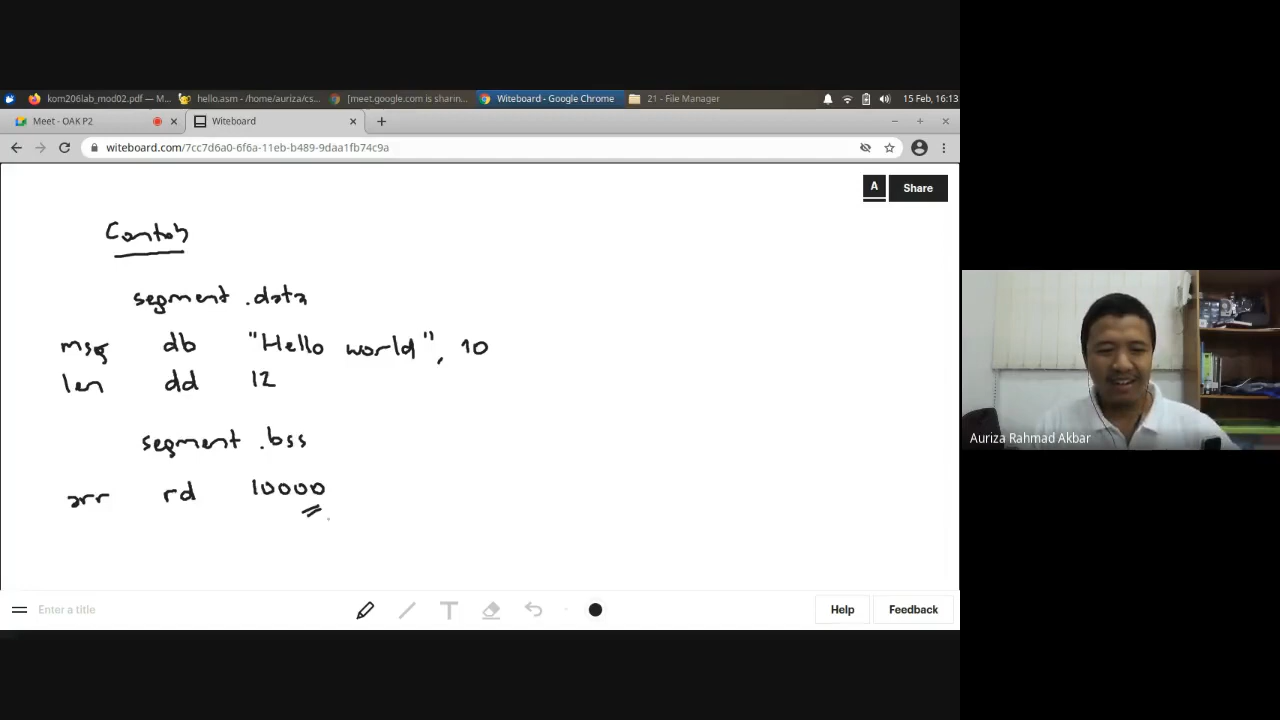 kom206lab_mod02.pdf — M...
hello.asm - /home/auriza/cs...
[meet.google.com is sharin...
Witeboard - Google Chrome
21 - File Manager
15 Feb, 16:13
Meet - OAK P2
Witeboard
witeboard.com/7cc7d6a0-6f6a-11eb-b489-9daa1fb74c9a
A
Share
Contoh
segment .data
msg db "Hello world", 10
len dd 12
segment .bss
arr rd 10000
Auriza Rahmad Akbar
Enter a title
T
Help
Feedback